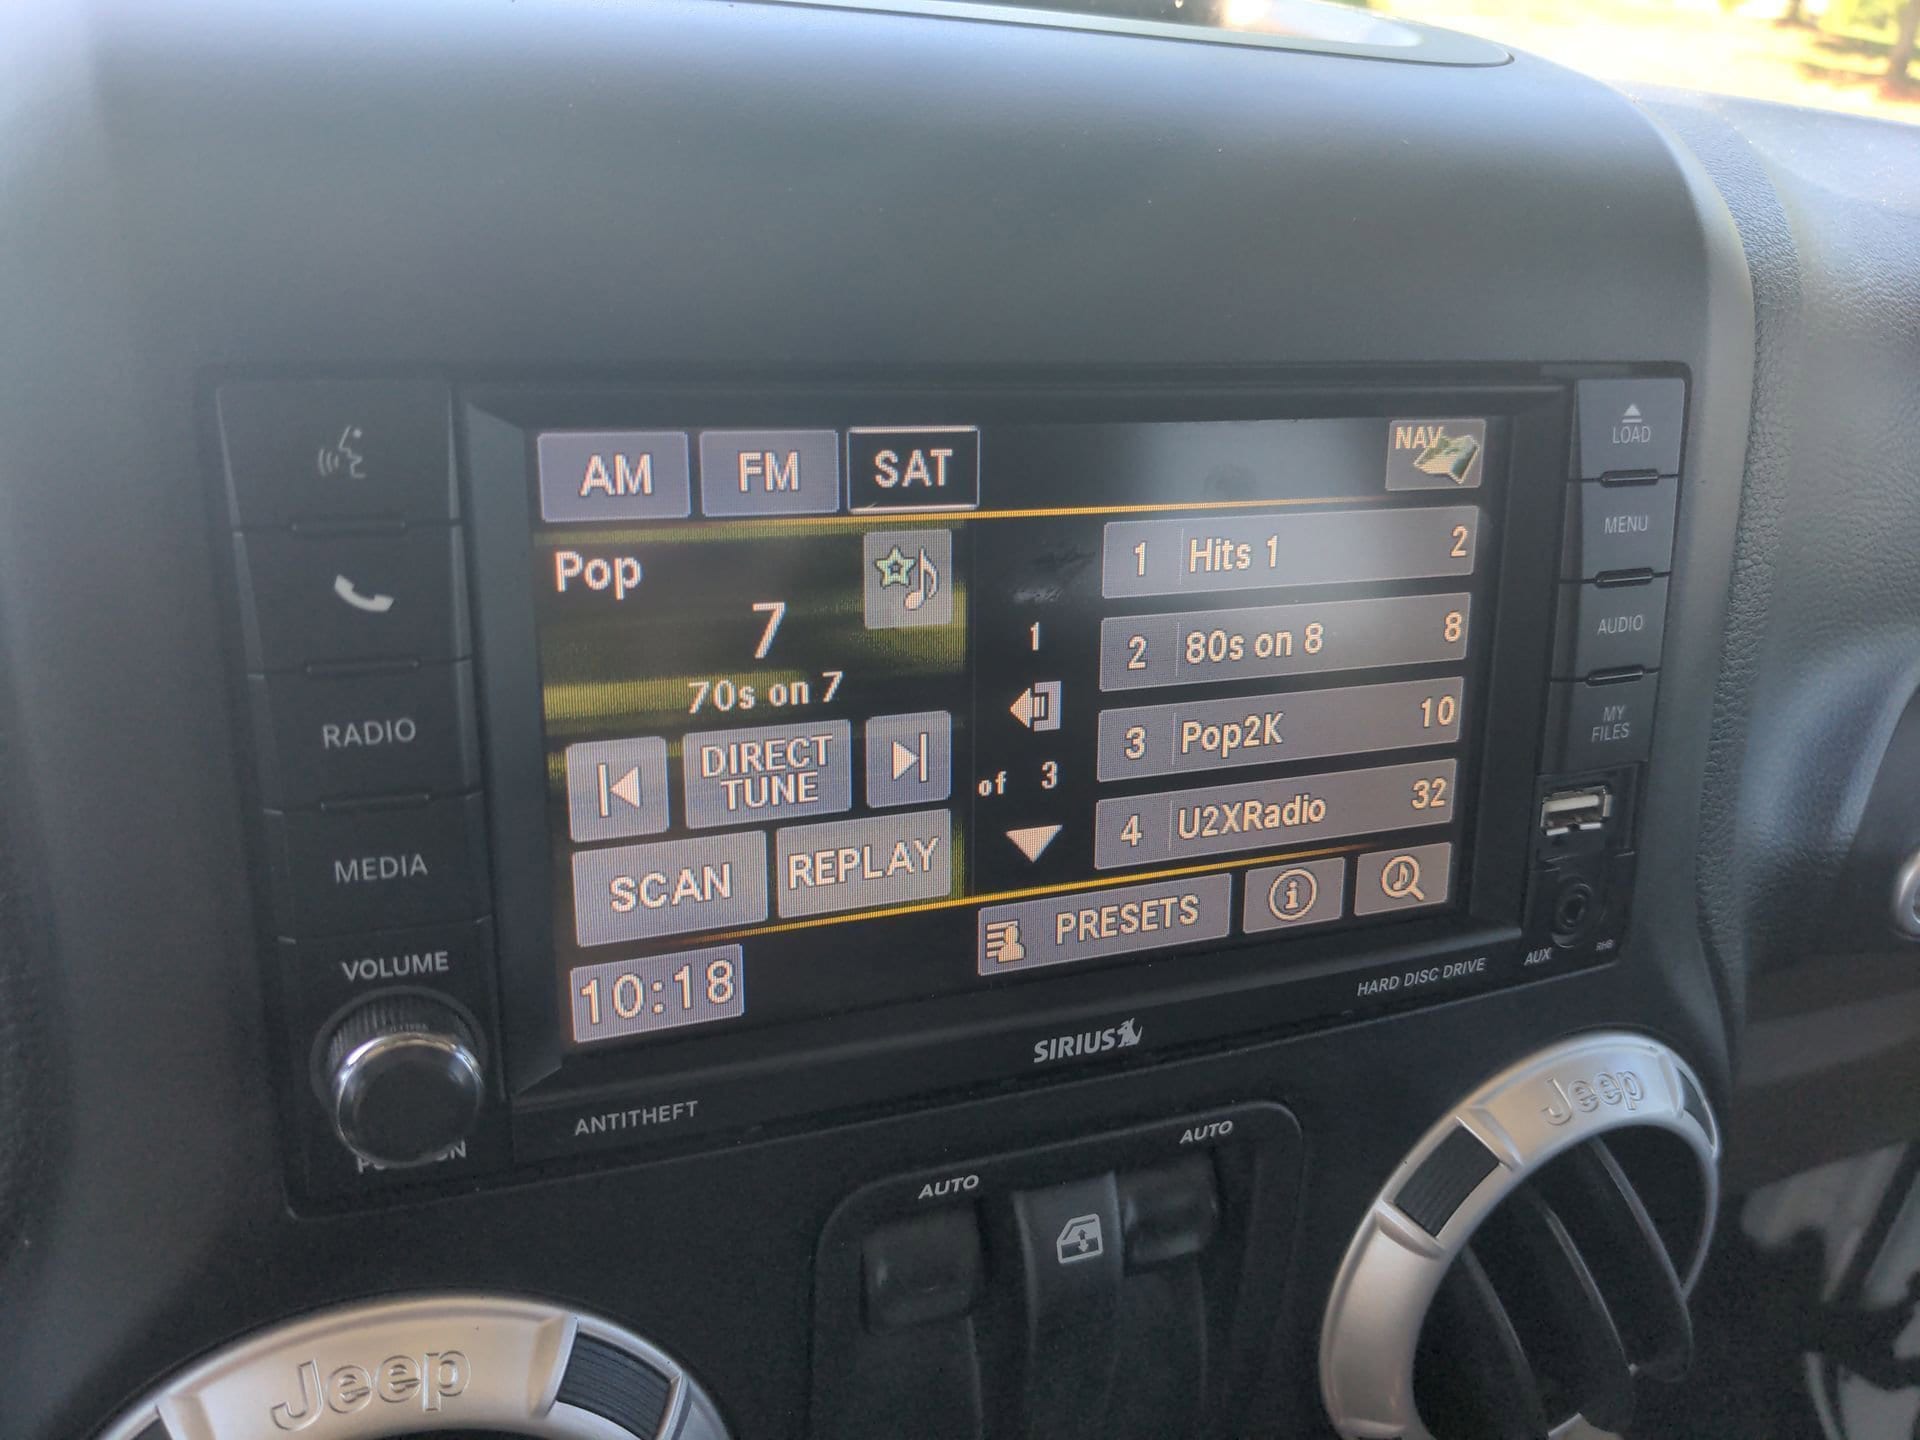 AM FM SAT NAV
LOAD
Pop
7
70s on 7
DIRECT
TUNE
SCAN REPLAY
10:18
1
of 3
1 Hits 1 2
2 80s on 8 8
3 Pop2K 10
4 U2XRadio 32
PRESETS i
MENU
AUDIO
MY
FILES
RADIO
MEDIA
VOLUME
ANTITHEFT
SIRIUS
HARD DISC DRIVE
AUX RHB
AUTO
AUTO
Jeep
Jeep